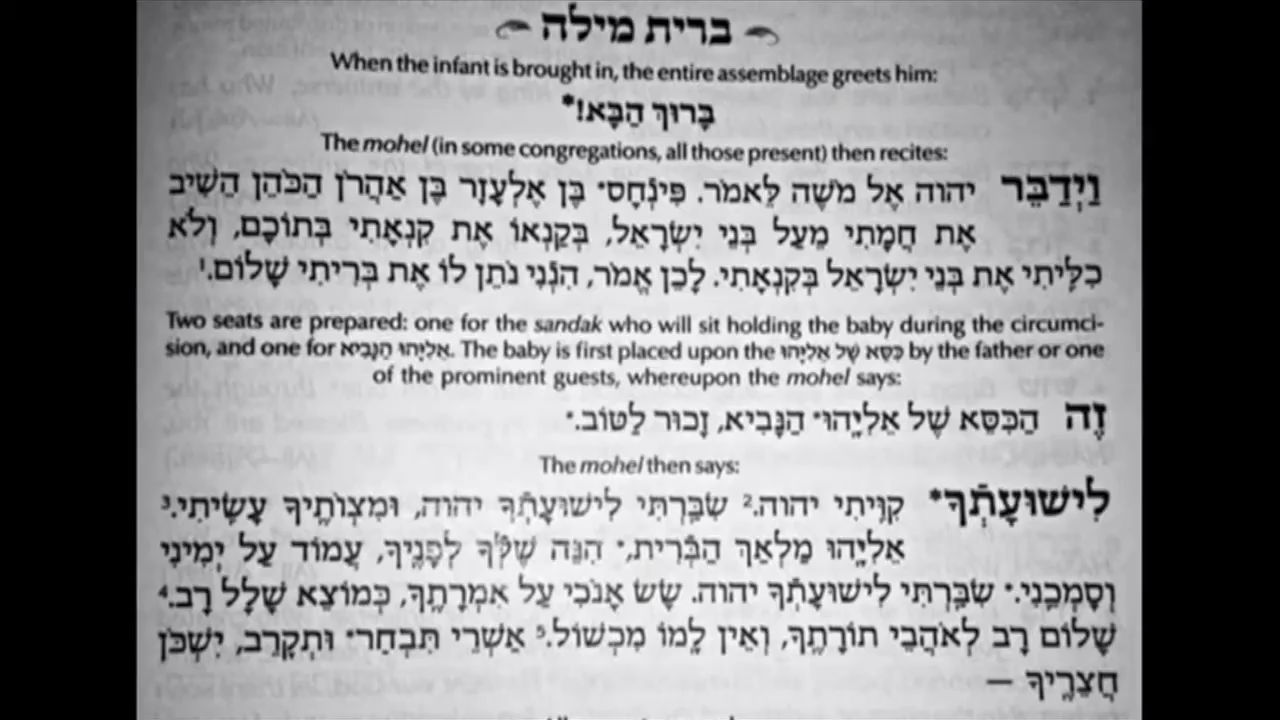 ברית מילה
When the infant is brought in, the entire assemblage greets him:
בָּרוּךְ הַבָּא!*
The mohel (in some congregations, all those present) then recites:
וַיְדַבֵּר יהוה אֶל מֹשֶׁה לֵּאמֹר. פִּינְחָס° בֶּן אֶלְעָזָר בֶּן אַהֲרֹן הַכֹּהֵן הֵשִׁיב
אֶת חֲמָתִי מֵעַל בְּנֵי יִשְׂרָאֵל, בְּקַנְאוֹ אֶת קִנְאָתִי בְּתוֹכָם, וְלֹא
כִלִּיתִי אֶת בְּנֵי יִשְׂרָאֵל בְּקִנְאָתִי. לָכֵן אֱמֹר, הִנְנִי נֹתֵן לוֹ אֶת בְּרִיתִי שָׁלוֹם.¹
Two seats are prepared: one for the sandak who will sit holding the baby during the circumci-
sion, and one for אֵלִיָּהוּ הַנָּבִיא. The baby is first placed upon the כִּסֵּא שֶׁל אֵלִיָּהוּ by the father or one
of the prominent guests, whereupon the mohel says:
זֶה הַכִּסֵּא שֶׁל אֵלִיָּהוּ° הַנָּבִיא, זָכוּר לַטּוֹב.°
The mohel then says:
לִישׁוּעָתְךָ* קִוִּיתִי יהוה.² שִׂבַּרְתִּי לִישׁוּעָתְךָ יהוה, וּמִצְוֹתֶיךָ עָשִׂיתִי.³
אֵלִיָּהוּ מַלְאַךְ הַבְּרִית,° הִנֵּה שֶׁלְּךָ לְפָנֶיךָ, עֲמוֹד עַל יְמִינִי
וְסָמְכֵנִי.° שִׂבַּרְתִּי לִישׁוּעָתְךָ יהוה. שָׂשׂ אָנֹכִי עַל אִמְרָתֶךָ, כְּמוֹצֵא שָׁלָל רָב.⁴
שָׁלוֹם רָב לְאֹהֲבֵי תוֹרָתֶךָ, וְאֵין לָמוֹ מִכְשׁוֹל.⁵ אַשְׁרֵי תִּבְחַר° וּתְקָרֵב, יִשְׁכֹּן
חֲצֵרֶיךָ —